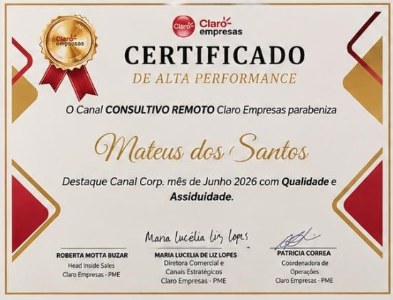 Claro empresas
Claro Claro empresas
CERTIFICADO
DE ALTA PERFORMANCE
O Canal CONSULTIVO REMOTO Claro Empresas parabeniza
Mateus dos Santos
Destaque Canal Corp. mês de Junho 2026 com Qualidade e
Assiduidade.
Maria Lucélia Liz Lopes
ROBERTA MOTTA BUZAR
Head Inside Sales
Claro Empresas - PME
MARIA LUCELIA DE LIZ LOPES
Diretora Comercial e
Canais Estratégicos
Claro Empresas - PME
PATRICIA CORREA
Coordenadora de
Operações
Claro Empresas - PME